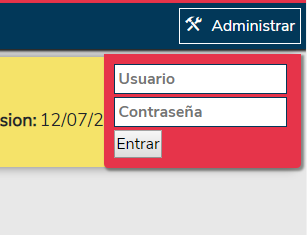 Administrar
Usuario
Contraseña
sion: 12/07/2
Entrar